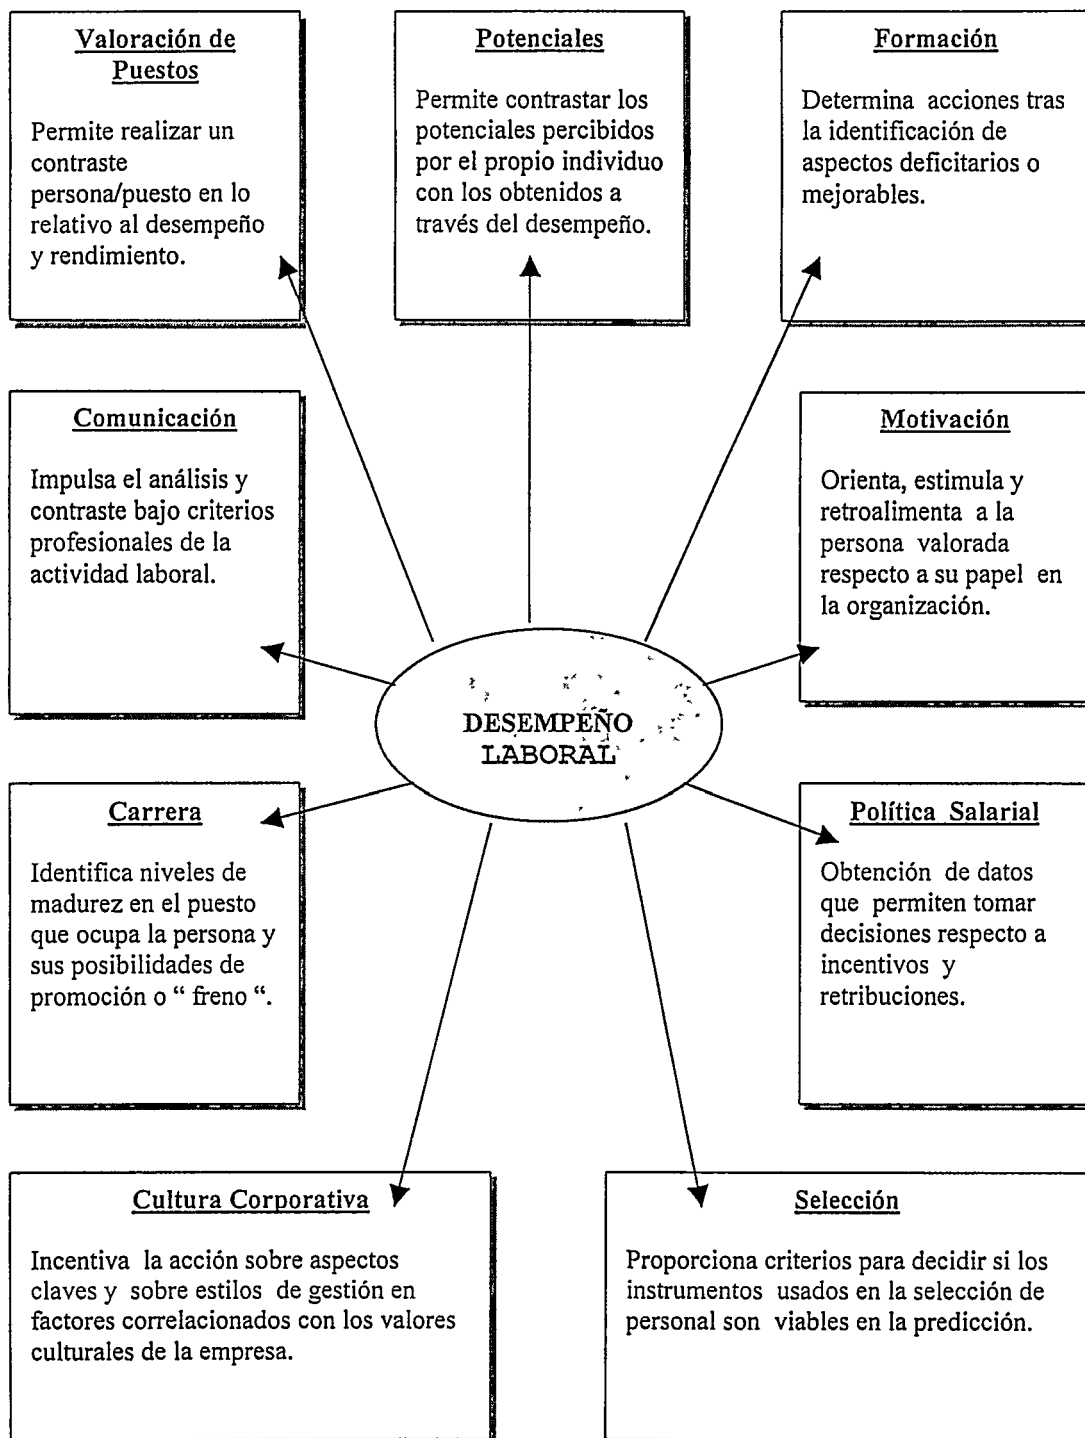 Valoración de
Puestos
Permite realizar un
contraste
persona/puesto en lo
relativo al desempeño
y rendimiento.
Potenciales
Permite contrastar los
potenciales percibidos
por el propio individuo
con los obtenidos a
través del desempeño.
Formación
Determina acciones tras
la identificación de
aspectos deficitarios o
mejorables.
Comunicación
Impulsa el análisis y
contraste bajo criterios
profesionales de la
actividad laboral.
Motivación
Orienta, estimula y
retroalimenta a la
persona valorada
respecto a su papel en
la organización.
DESEMPEÑO
LABORAL
Carrera
Identifica niveles de
madurez en el puesto
que ocupa la persona y
sus posibilidades de
promoción o “ freno “.
Política Salarial
Obtención de datos
que permiten tomar
decisiones respecto a
incentivos y
retribuciones.
Cultura Corporativa
Incentiva la acción sobre aspectos
claves y sobre estilos de gestión en
factores correlacionados con los valores
culturales de la empresa.
Selección
Proporciona criterios para decidir si los
instrumentos usados en la selección de
personal son viables en la predicción.